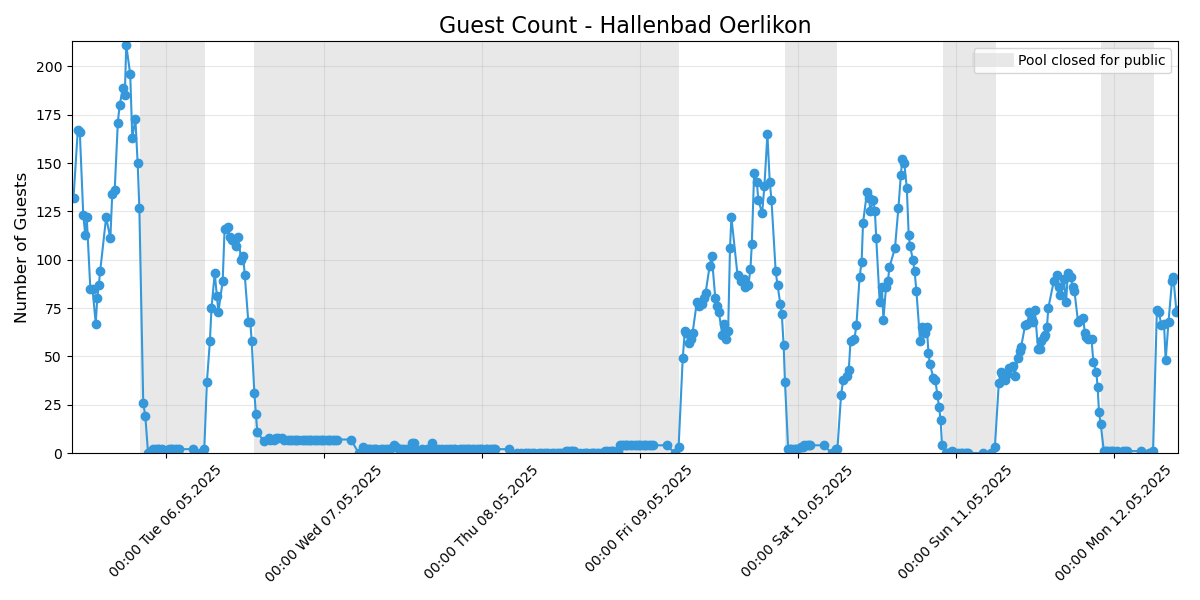 Guest Count - Hallenbad Oerlikon
Pool closed for public
Number of Guests
200
175
150
125
100
75
50
25
0
00:00 Tue 06.05.2025
00:00 Wed 07.05.2025
00:00 Thu 08.05.2025
00:00 Fri 09.05.2025
00:00 Sat 10.05.2025
00:00 Sun 11.05.2025
00:00 Mon 12.05.2025